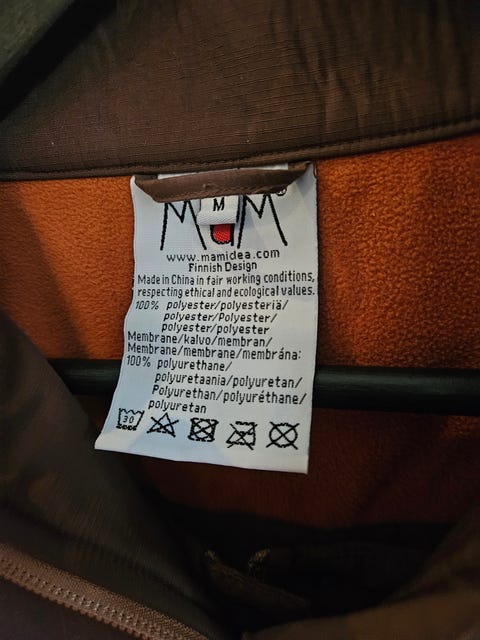 M
MaM®
www.mamidea.com
Finnish Design
Made in China in fair working conditions,
respecting ethical and ecological values.
100% polyester/polyesteriä/
polyester/Polyester/
polyester/polyester
Membrane/kalvo/membran/
Membrane/membrane/membrána:
100% polyurethane/
polyuretaania/polyuretan/
Polyurethan/polyuréthane/
polyuretan
30